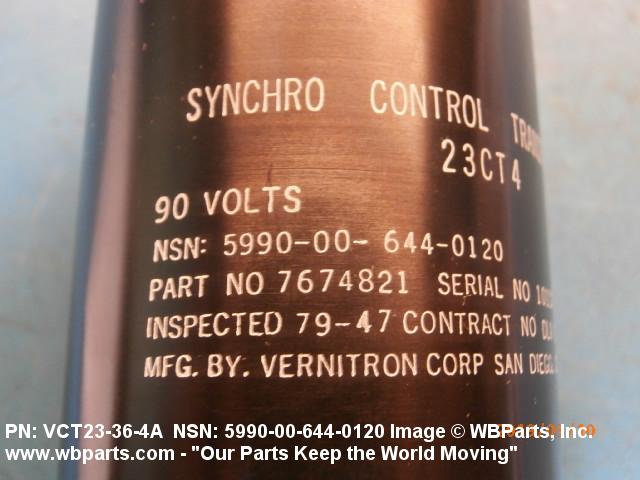 SYNCHRO CONTROL
23CT4
90 VOLTS
NSN: 5990-00-644-0120
PART NO 7674821 SERIAL NO
INSPECTED 79-47 CONTRACT NO
MFG. BY. VERNITRON CORP SAN DIEGO
PN: VCT23-36-4A NSN: 5990-00-644-0120 Image © WBParts, Inc.
www.wbparts.com - "Our Parts Keep the World Moving"